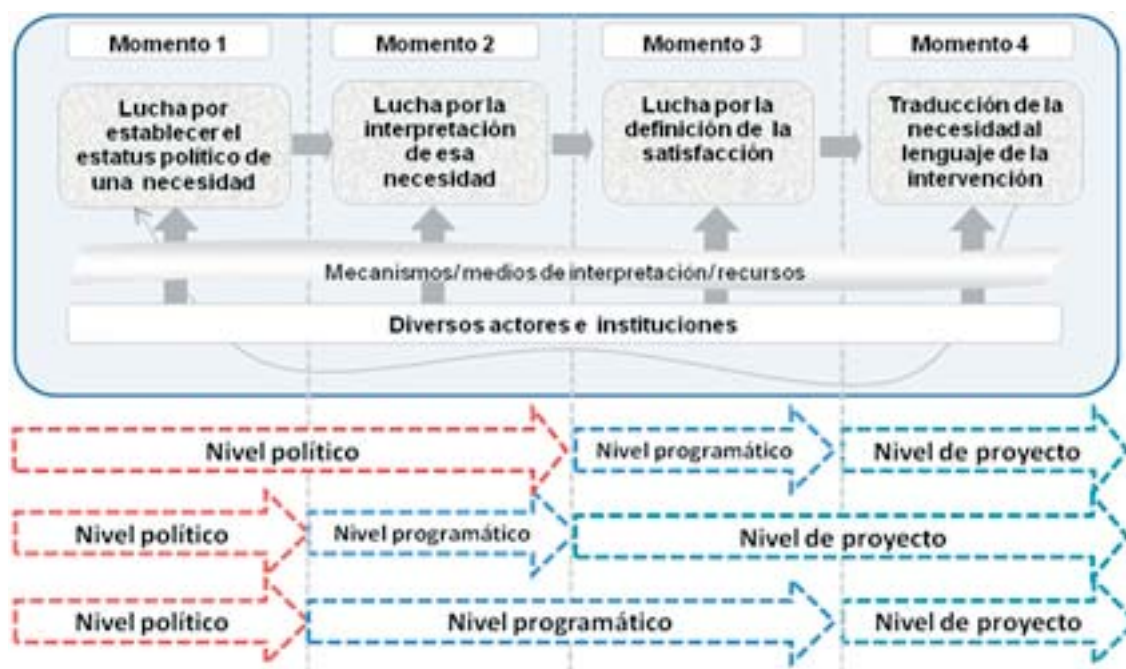 Momento 1
Momento 2
Momento 3
Momento 4
Lucha por
establecer el
estatus político de
una necesidad
Lucha por la
interpretación
de esa
necesidad
Lucha por la
definición de la
satisfacción
Traducción de la
necesidad al
lenguaje de la
intervención
Mecanismos/medios de interpretación/recursos
Diversos actores e instituciones
Nivel político
Nivel programático
Nivel de proyecto
Nivel político
Nivel programático
Nivel de proyecto
Nivel político
Nivel programático
Nivel de proyecto